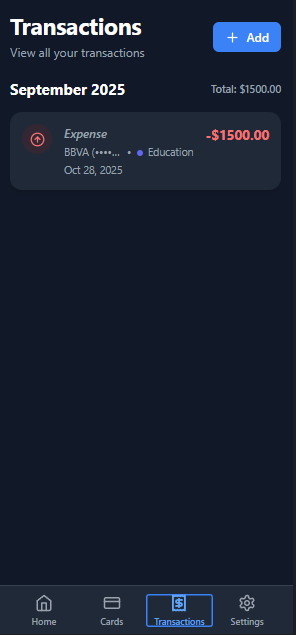 Transactions
+ Add
View all your transactions
September 2025
Total: $1500.00
Expense
-$1500.00
BBVA (••••... • Education
Oct 28, 2025
Home
Cards
Transactions
Settings